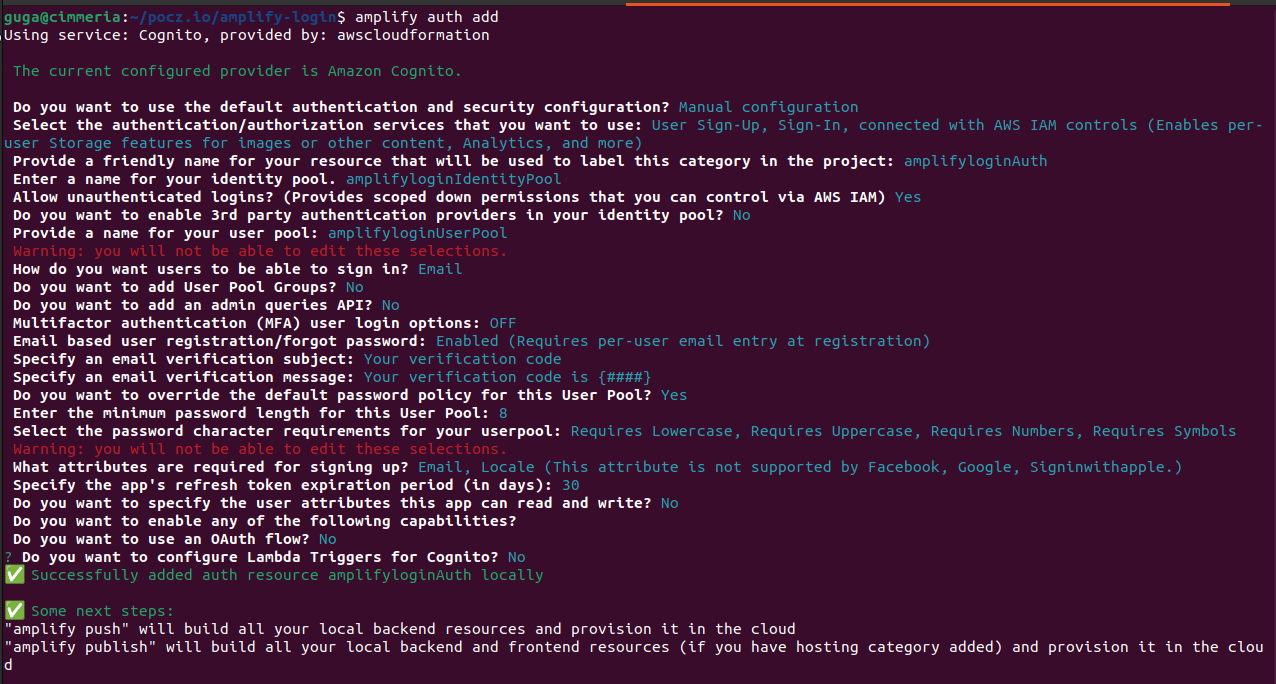 guga@cimmeria:~/pocz.io/amplify-login$ amplify auth add
Using service: Cognito, provided by: awscloudformation
The current configured provider is Amazon Cognito.
Do you want to use the default authentication and security configuration? Manual configuration
Select the authentication/authorization services that you want to use: User Sign-Up, Sign-In, connected with AWS IAM controls (Enables per-
user Storage features for images or other content, Analytics, and more)
Provide a friendly name for your resource that will be used to label this category in the project: amplifyloginAuth
Enter a name for your identity pool. amplifyloginIdentityPool
Allow unauthenticated logins? (Provides scoped down permissions that you can control via AWS IAM) Yes
Do you want to enable 3rd party authentication providers in your identity pool? No
Provide a name for your user pool: amplifyloginUserPool
Warning: you will not be able to edit these selections.
How do you want users to be able to sign in? Email
Do you want to add User Pool Groups? No
Do you want to add an admin queries API? No
Multifactor authentication (MFA) user login options: OFF
Email based user registration/forgot password: Enabled (Requires per-user email entry at registration)
Specify an email verification subject: Your verification code
Specify an email verification message: Your verification code is {####}
Do you want to override the default password policy for this User Pool? Yes
Enter the minimum password length for this User Pool: 8
Select the password character requirements for your userpool: Requires Lowercase, Requires Uppercase, Requires Numbers, Requires Symbols
Warning: you will not be able to edit these selections.
What attributes are required for signing up? Email, Locale (This attribute is not supported by Facebook, Google, Signinwithapple.)
Specify the app's refresh token expiration period (in days): 30
Do you want to specify the user attributes this app can read and write? No
Do you want to enable any of the following capabilities?
Do you want to use an OAuth flow? No
? Do you want to configure Lambda Triggers for Cognito? No
✅ Successfully added auth resource amplifyloginAuth locally
✅ Some next steps:
"amplify push" will build all your local backend resources and provision it in the cloud
"amplify publish" will build all your local backend and frontend resources (if you have hosting category added) and provision it in the clou
d